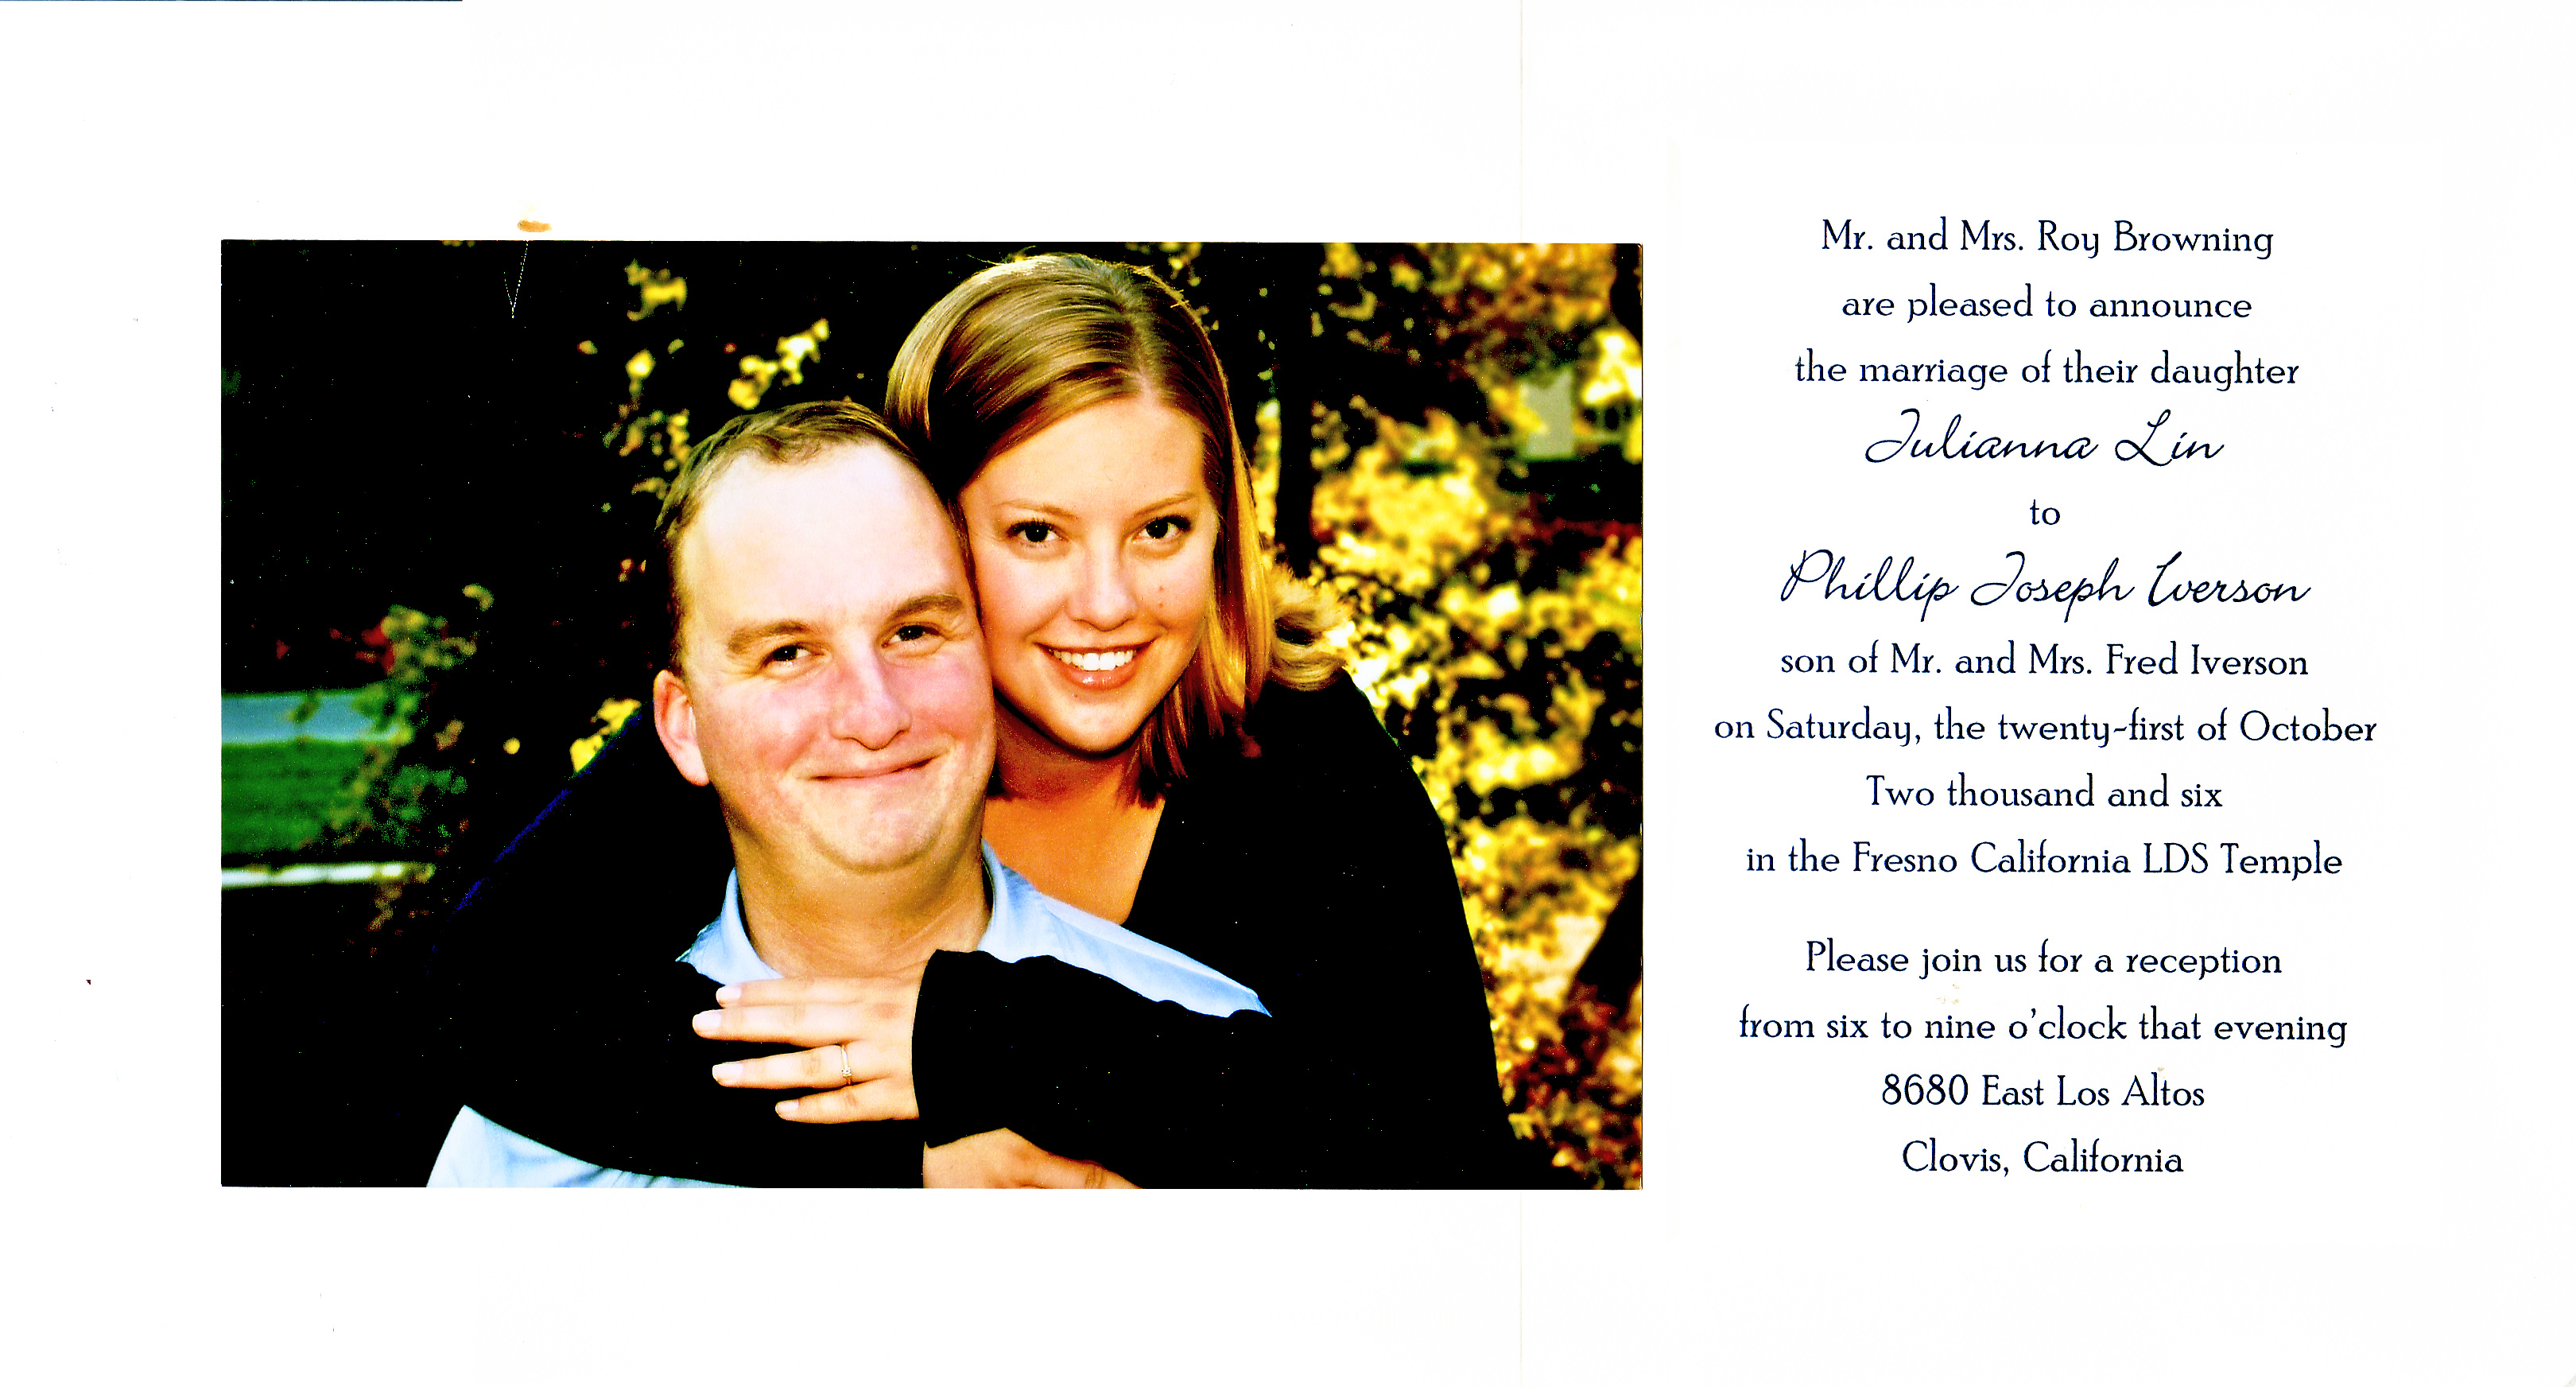 Mr. and Mrs. Roy Browning
are pleased to announce
the marriage of their daughter
Julianna Lin
to
Phillip Joseph Iverson
son of Mr. and Mrs. Fred Iverson
on Saturday, the twenty-first of October
Two thousand and six
in the Fresno California LDS Temple
Please join us for a reception
from six to nine o'clock that evening
8680 East Los Altos
Clovis, California